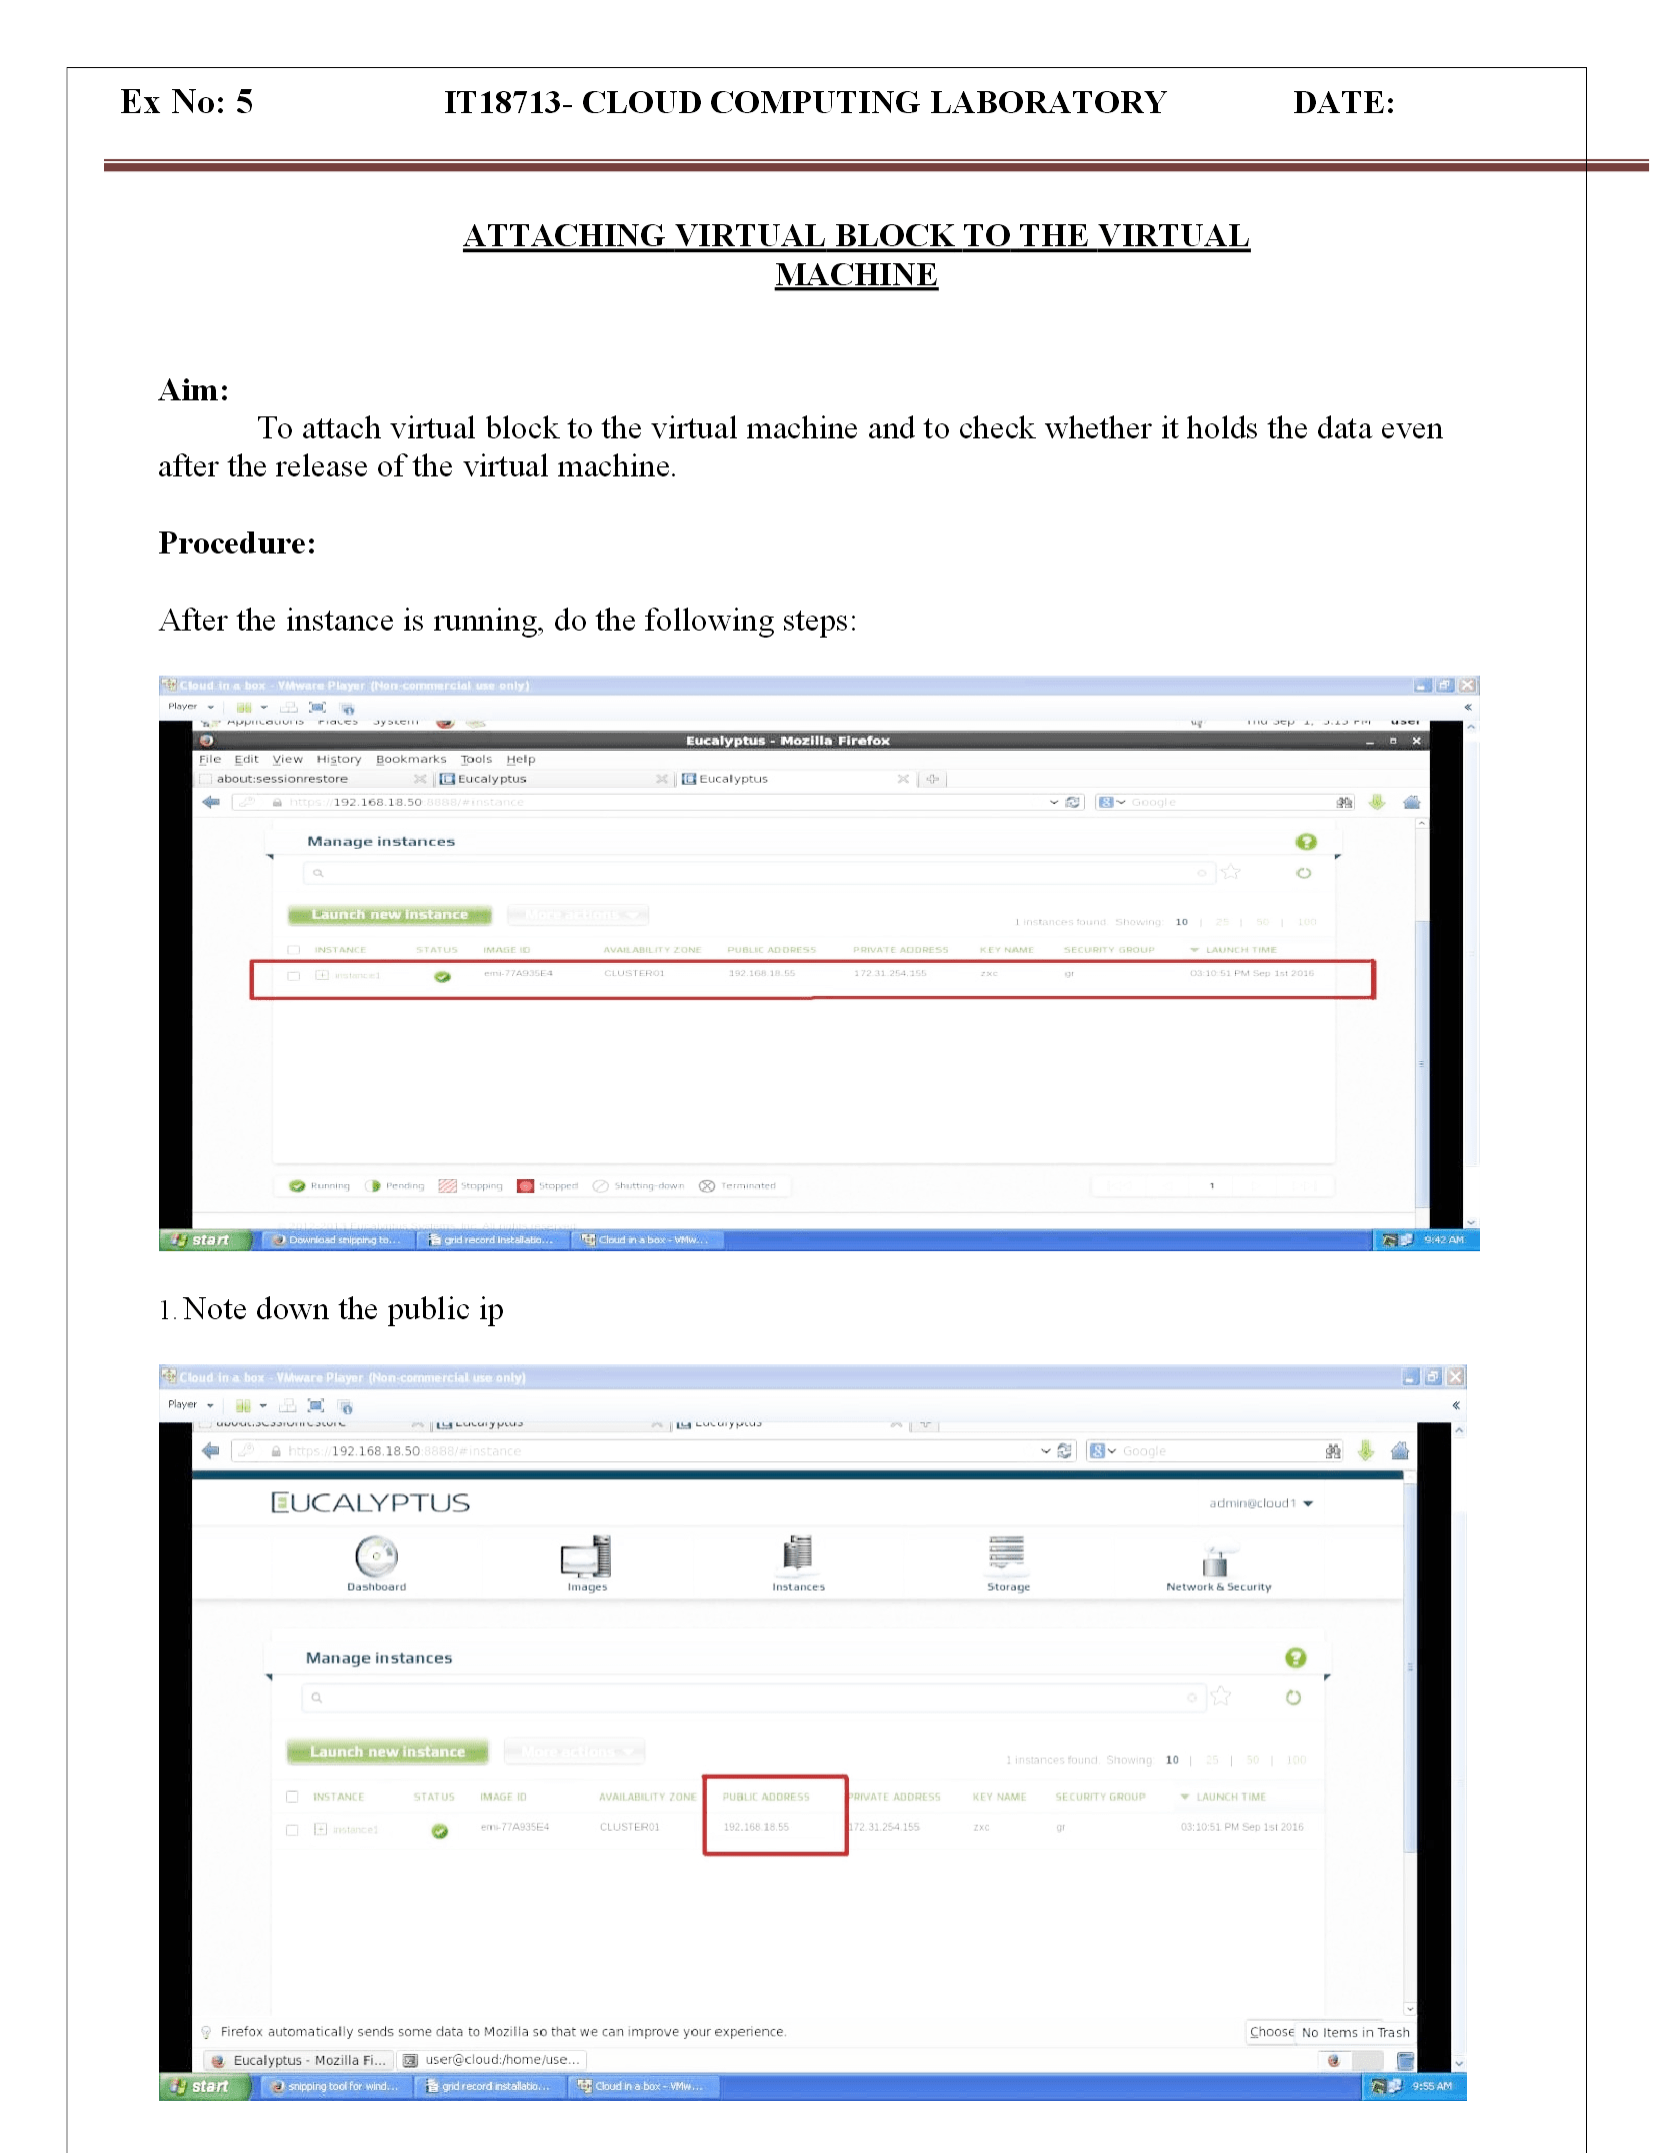 Ex No: 5 IT18713- CLOUD COMPUTING LABORATORY DATE:
ATTACHING VIRTUAL BLOCK TO THE VIRTUAL
MACHINE
Aim:
To attach virtual block to the virtual machine and to check whether it holds the data even
after the release of the virtual machine.
Procedure:
After the instance is running, do the following steps:
Cloud in a box - VMware Player (Non-commercial use only)
Player
Applications Places System Thu Sep 1, 3:13 PM user
Eucalyptus - Mozilla Firefox
File Edit View History Bookmarks Tools Help
about:sessionrestore Eucalyptus Eucalyptus
https://192.168.18.50:8888/#instance Google
Manage instances
Launch new instance More actions
1 instances found. Showing: 10 | 25 | 50 | 100
INSTANCE STATUS IMAGE ID AVAILABILITY ZONE PUBLIC ADDRESS PRIVATE ADDRESS KEY NAME SECURITY GROUP LAUNCH TIME
instance1 emi-77A935E4 CLUSTER01 192.168.18.55 172.31.254.155 zxc gr 03:10:51 PM Sep 1st 2016
Running Pending Stopping Stopped Shutting-down Terminated
1
start Download snipping to... grid record Installatio... Cloud in a box - VMw... 9:42 AM
1. Note down the public ip
Cloud in a box - VMware Player (Non-commercial use only)
Player
about:sessionrestore Eucalyptus Eucalyptus
https://192.168.18.50:8888/#instance Google
EUCALYPTUS admin@cloud1
Dashboard Images Instances Storage Network & Security
Manage instances
Launch new instance More actions
1 instances found. Showing: 10 | 25 | 50 | 100
INSTANCE STATUS IMAGE ID AVAILABILITY ZONE PUBLIC ADDRESS PRIVATE ADDRESS KEY NAME SECURITY GROUP LAUNCH TIME
instance1 emi-77A935E4 CLUSTER01 192.168.18.55 172.31.254.155 zxc gr 03:10:51 PM Sep 1st 2016
Firefox automatically sends some data to Mozilla so that we can improve your experience. Choose No Items in Trash
Eucalyptus - Mozilla Fi... user@cloud:/home/use...
start snipping tool for wind... grid record installatio... Cloud in a box - VMw... 9:55 AM